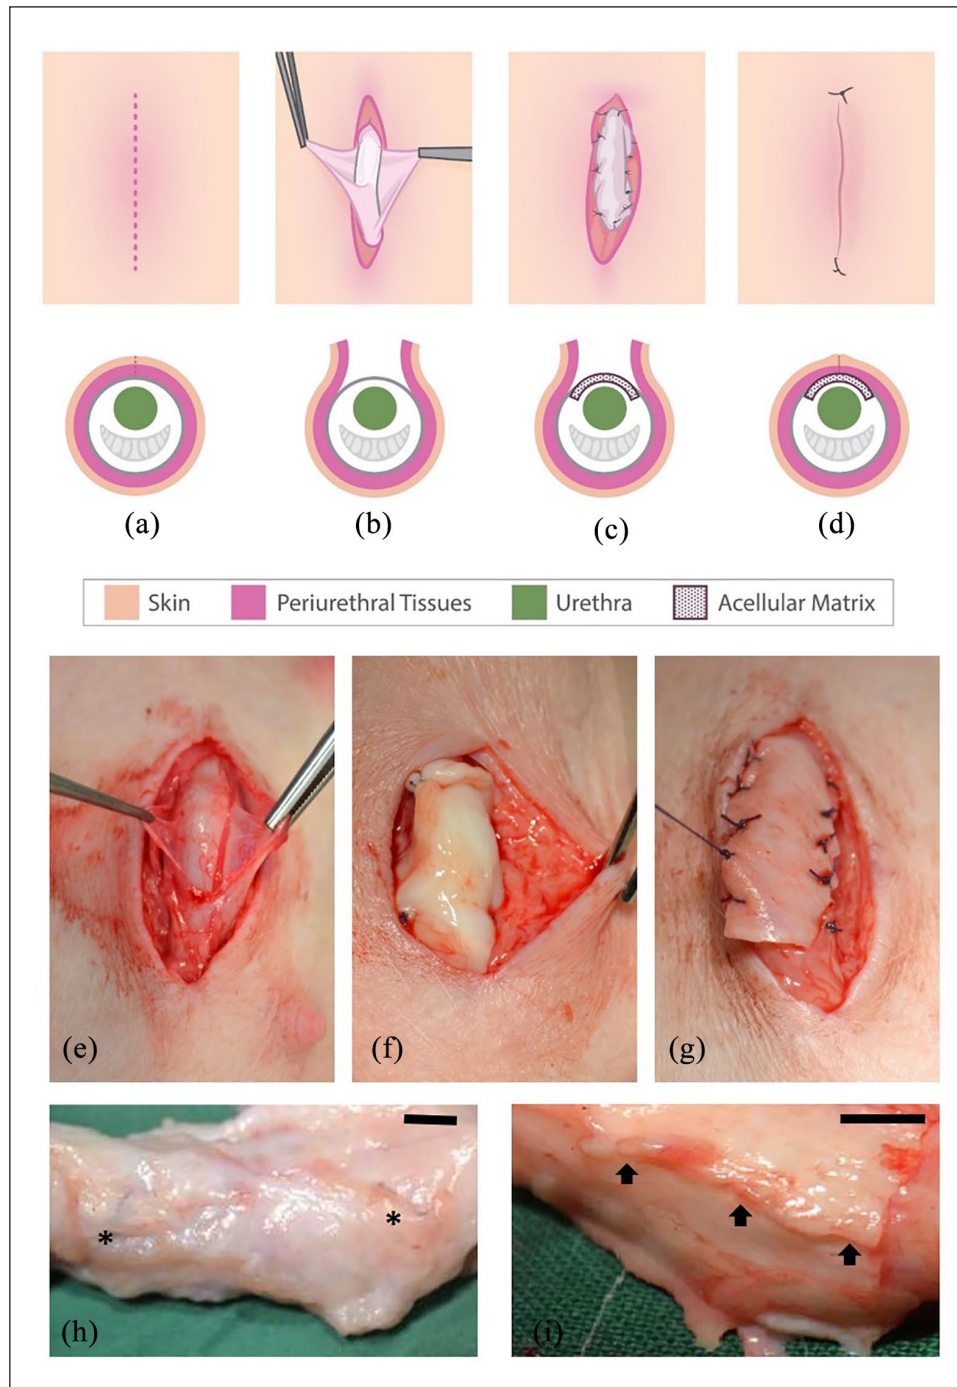 (a) (b) (c) (d)
Skin Periurethral Tissues Urethra Acellular Matrix
(e) (f) (g)
* *
(h) (i)